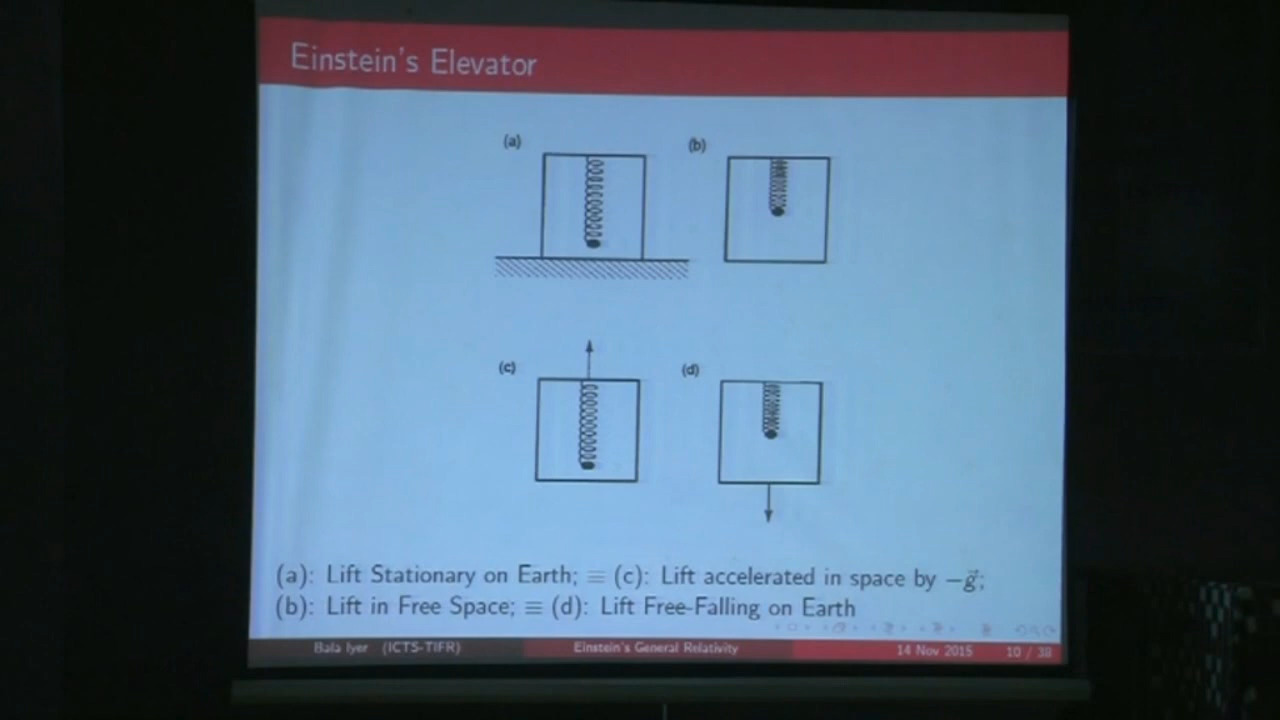 Einstein's Elevator
(a)
(b)
(c)
(d)
(a): Lift Stationary on Earth; ≡ (c): Lift accelerated in space by −g⃗;
(b): Lift in Free Space; ≡ (d): Lift Free-Falling on Earth
Bala Iyer (ICTS-TIFR) Einstein's General Relativity 14 Nov 2015 10 / 38